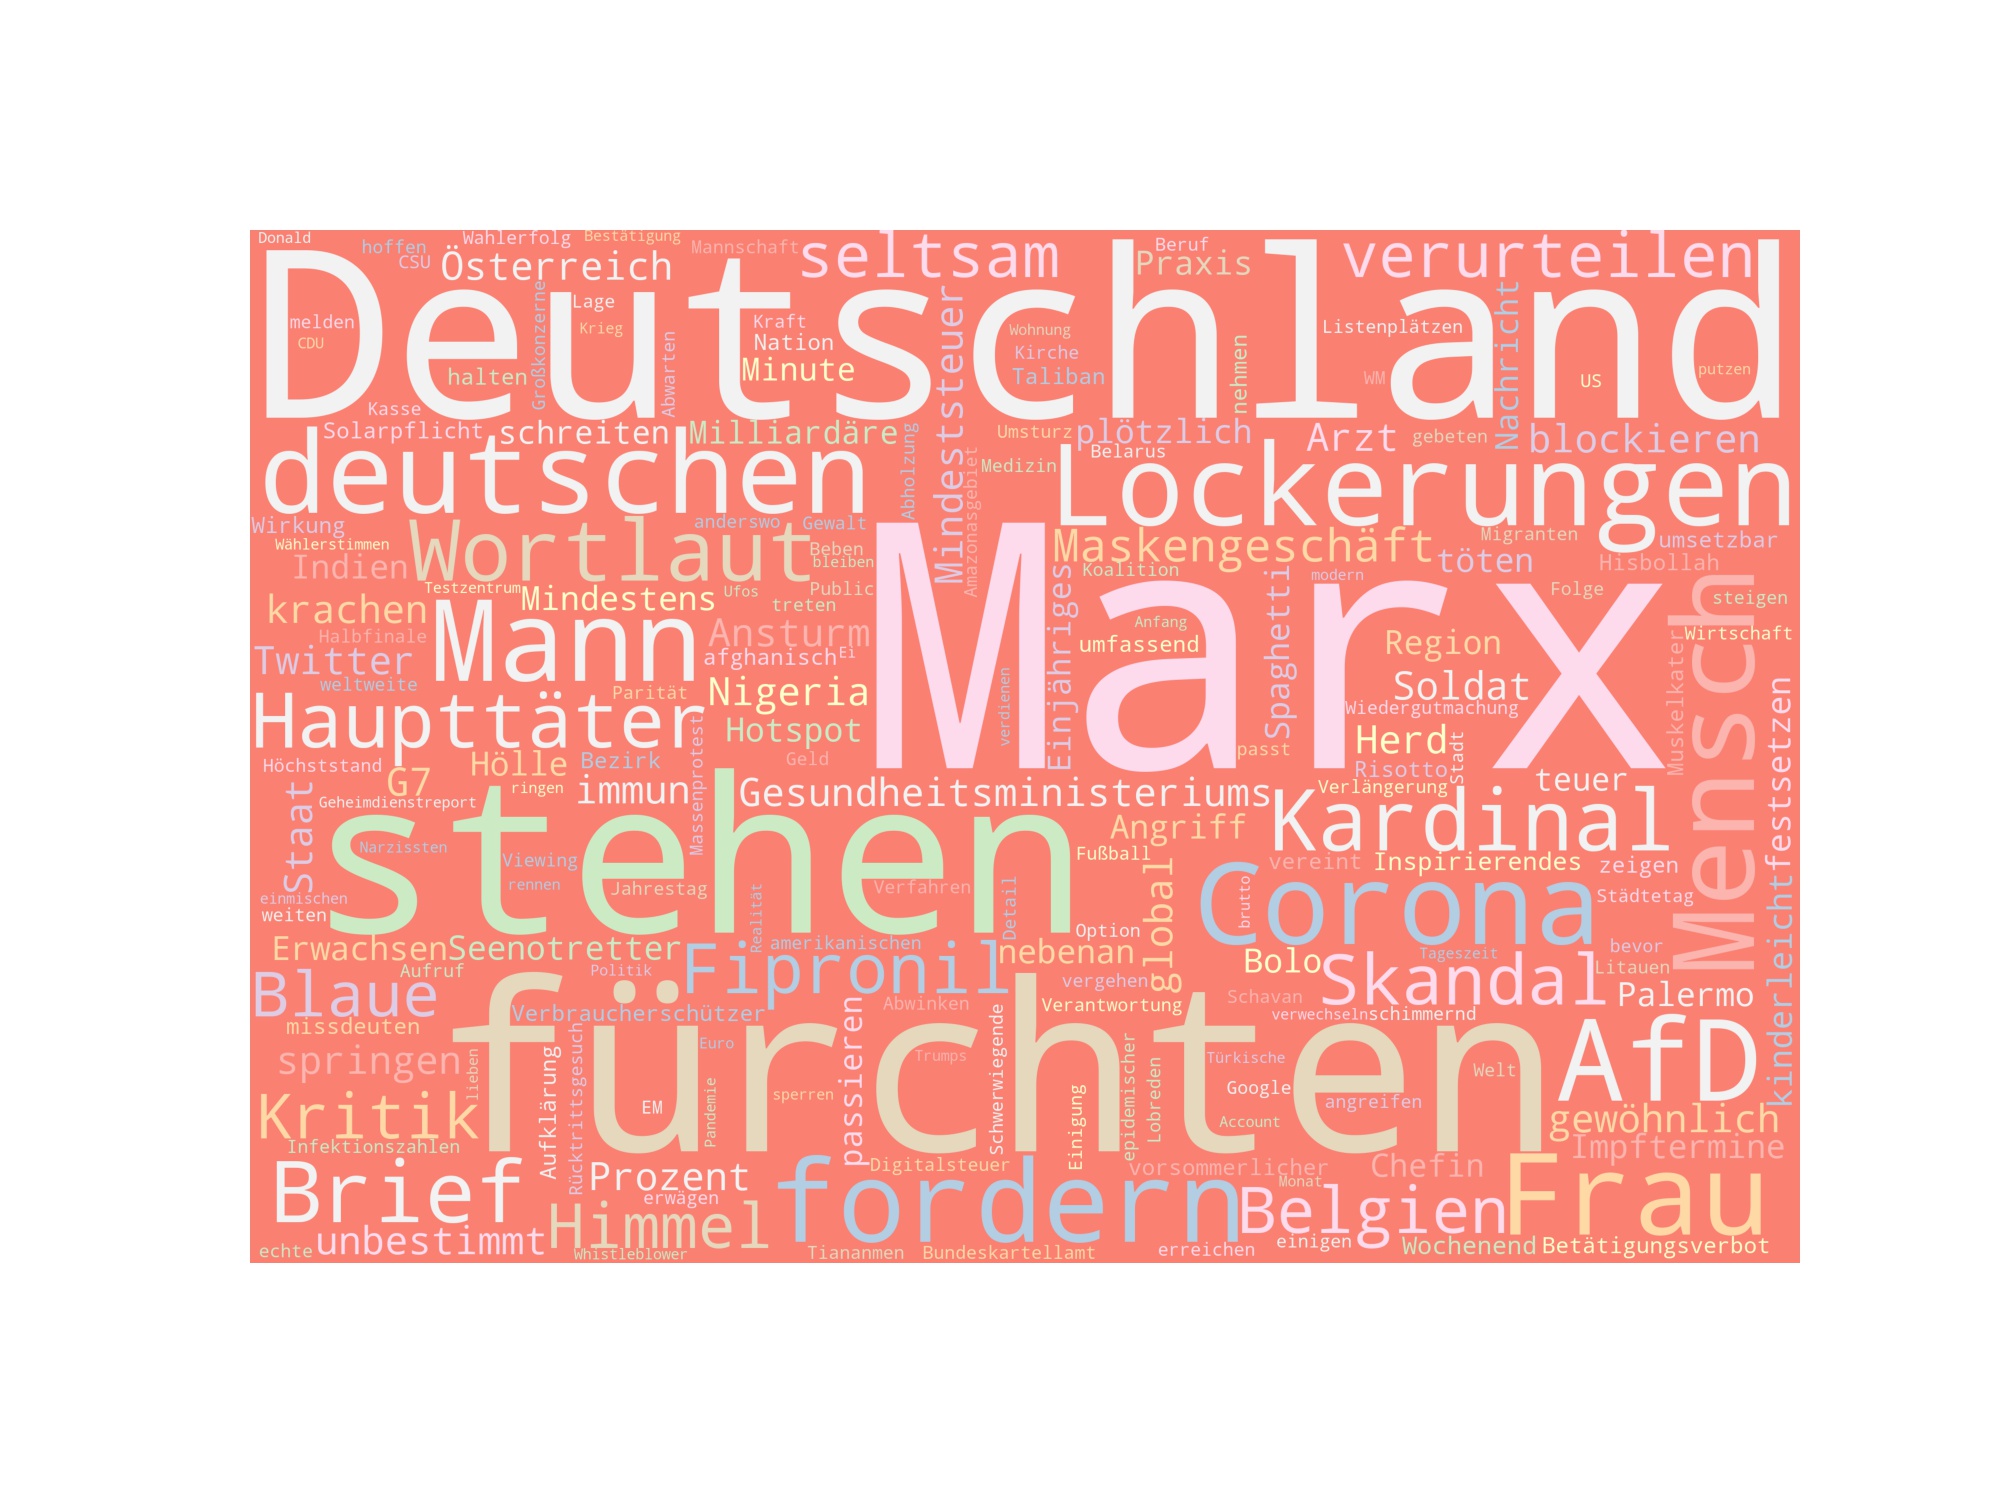 Donald
hoffen
CSU
Wahlerfolg
Bestätigung
Österreich
Mannschaft
seltsam
Beruf
Praxis
verurteilen
Deutschland
melden
CDU
halten
Großkonzerne
Lage
Krieg
Abwarten
Kraft
Nation
Minute
Mindeststeuer
Wohnung
Kirche
Taliban
nehmen
Listenplätzen
WM
Nachricht
US
putzen
Kasse
Solarpflicht
schreiten
Milliardäre
Abholzung
Umsturz
plötzlich
Arzt
gebeten
blockieren
deutschen
Medizin
Belarus
Lockerungen
Amazonasgebiet
Wirkung
Wählerstimmen
Indien
Wortlaut
anderswo
Gewalt
Beben
bleiben
Maskengeschäft
Migranten
umsetzbar
töten
Hisbollah
Testzentrum
Ufos
Public
treten
Koalition
modern
Folge
steigen
krachen
Mindestens
Marx
Einjähriges
Anfang
Spaghetti
Mensch
Halbfinale
Mann
Ansturm
umfassend
Region
Wirtschaft
Muskelkater
Twitter
weltweite
afghanisch
Ei
Parität
Nigeria
verdienen
Soldat
Wiedergutmachung
kinderleicht
festsetzen
Haupttäter
Massenprotest
Hotspot
passt
Herd
Stadt
Höchststand
G7
Hölle
Bezirk
Geld
Risotto
Geheimdienstreport
ringen
immun
Gesundheitsministeriums
Verlängerung
teuer
Staat
stehen
Angriff
Kardinal
Narzissten
Viewing
rennen
Jahrestag
Verfahren
Fußball
global
vereint
Inspirierendes
zeigen
einmischen
weiten
Realität
Detail
Corona
brutto
Städtetag
Erwachsen
Seenotretter
amerikanischen
Option
nebenan
Tageszeit
bevor
Aufruf
Politik
Fipronil
vergehen
Bolo
Skandal
Litauen
Blaue
Verbraucherschützer
Abwinken
Verantwortung
Schavan
Palermo
missdeuten
fürchten
passieren
Schwerwiegende
verwechseln
schimmernd
AfD
springen
lieben
Aufklärung
Rücktrittsgesuch
Euro
Trumps
epidemischer
Türkische
Welt
Kritik
EM
Pandemie
sperren
Einigung
Lobreden
Google
angreifen
Account
gewöhnlich
Infektionszahlen
Impftermine
Brief
Prozent
Digitalsteuer
vorsommerlicher
Chefin
erwägen
fordern
Monat
Frau
unbestimmt
Himmel
Belgien
echte
Whistleblower
Tiananmen
Bundeskartellamt
erreichen
einigen
Wochenend
Betätigungsverbot